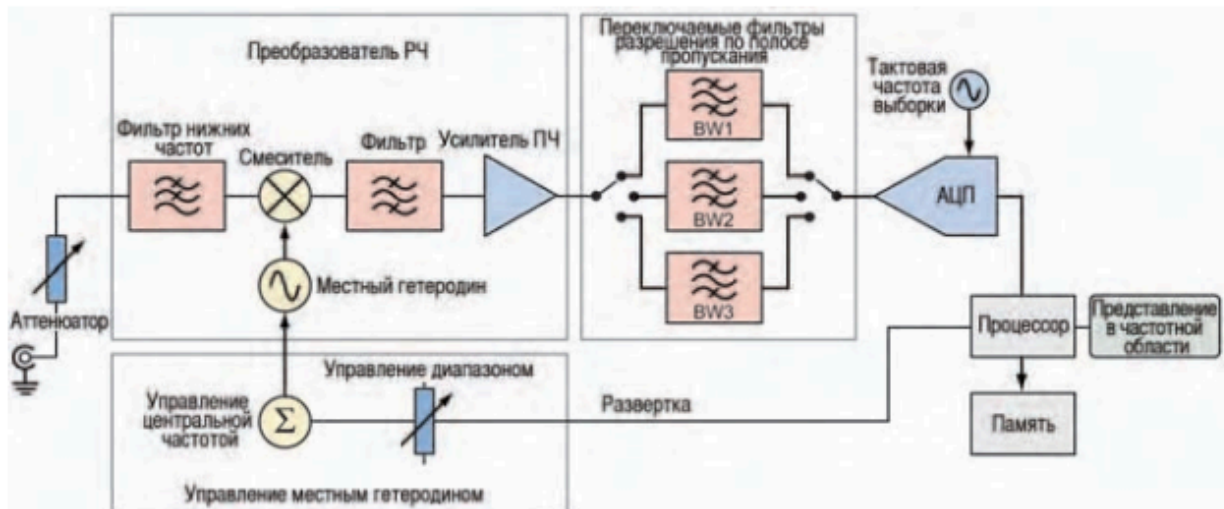 Преобразователь РЧ
Переключаемые фильтры
разрешения по полосе
пропускания
Тактовая
частота
выборки
Фильтр нижних
частот
Смеситель
Фильтр
Усилитель ПЧ
BW1
BW2
BW3
АЦП
Местный гетеродин
Аттенюатор
Процессор
Представление
в частотной
области
Управление диапазоном
Управление
центральной
частотой
Σ
Развертка
Память
Управление местным гетеродином